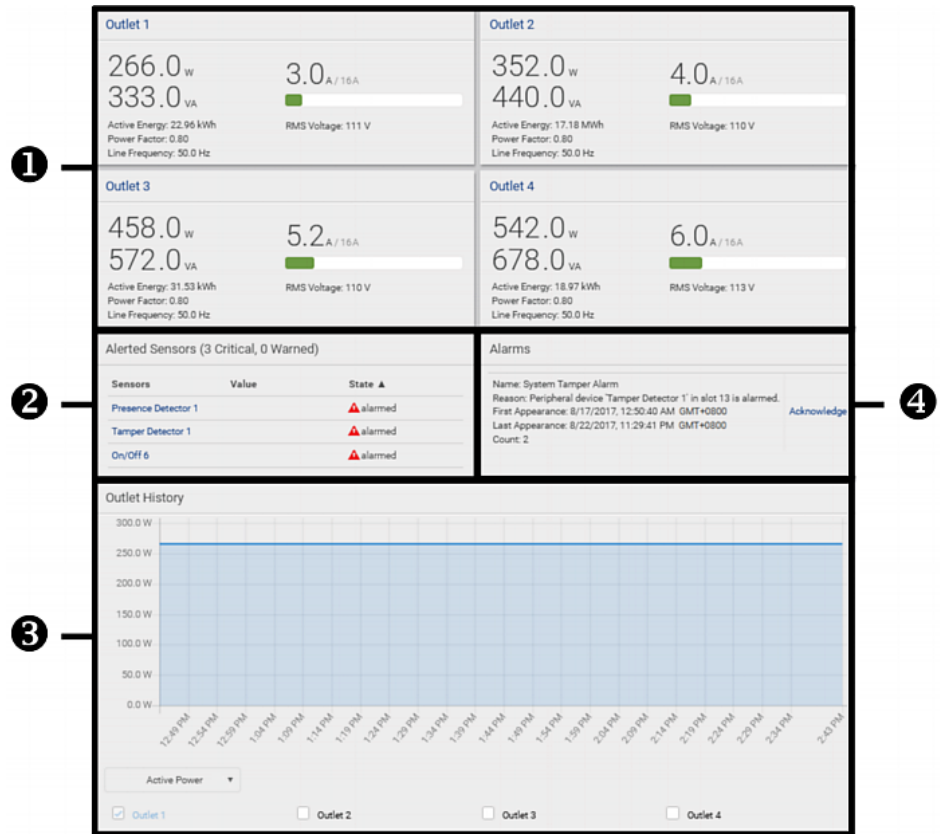 Outlet 1
266.0 W
333.0 VA
3.0 A / 16A
Active Energy: 22.96 kWh
Power Factor: 0.80
Line Frequency: 50.0 Hz
RMS Voltage: 111 V
Outlet 2
352.0 W
440.0 VA
4.0 A / 16A
Active Energy: 17.18 MWh
Power Factor: 0.80
Line Frequency: 50.0 Hz
RMS Voltage: 110 V
1
Outlet 3
458.0 W
572.0 VA
5.2 A / 16A
Active Energy: 31.53 kWh
Power Factor: 0.80
Line Frequency: 50.0 Hz
RMS Voltage: 110 V
Outlet 4
542.0 W
678.0 VA
6.0 A / 16A
Active Energy: 18.97 kWh
Power Factor: 0.80
Line Frequency: 50.0 Hz
RMS Voltage: 113 V
2
Alerted Sensors (3 Critical, 0 Warned)
Sensors Value State ▲
Presence Detector 1 alarmed
Tamper Detector 1 alarmed
On/Off 6 alarmed
Alarms
Name: System Tamper Alarm
Reason: Peripheral device 'Tamper Detector 1' in slot 13 is alarmed.
First Appearance: 8/17/2017, 12:50:40 AM GMT+0800
Last Appearance: 8/22/2017, 11:29:41 PM GMT+0800
Count: 2
Acknowledge
4
3
Outlet History
300.0 W
250.0 W
200.0 W
150.0 W
100.0 W
50.0 W
0.0 W
12:49 PM
12:54 PM
12:59 PM
1:04 PM
1:09 PM
1:14 PM
1:19 PM
1:24 PM
1:29 PM
1:34 PM
1:39 PM
1:44 PM
1:49 PM
1:54 PM
1:59 PM
2:04 PM
2:09 PM
2:14 PM
2:19 PM
2:24 PM
2:29 PM
2:34 PM
2:43 PM
Active Power ▼
Outlet 1 Outlet 2 Outlet 3 Outlet 4